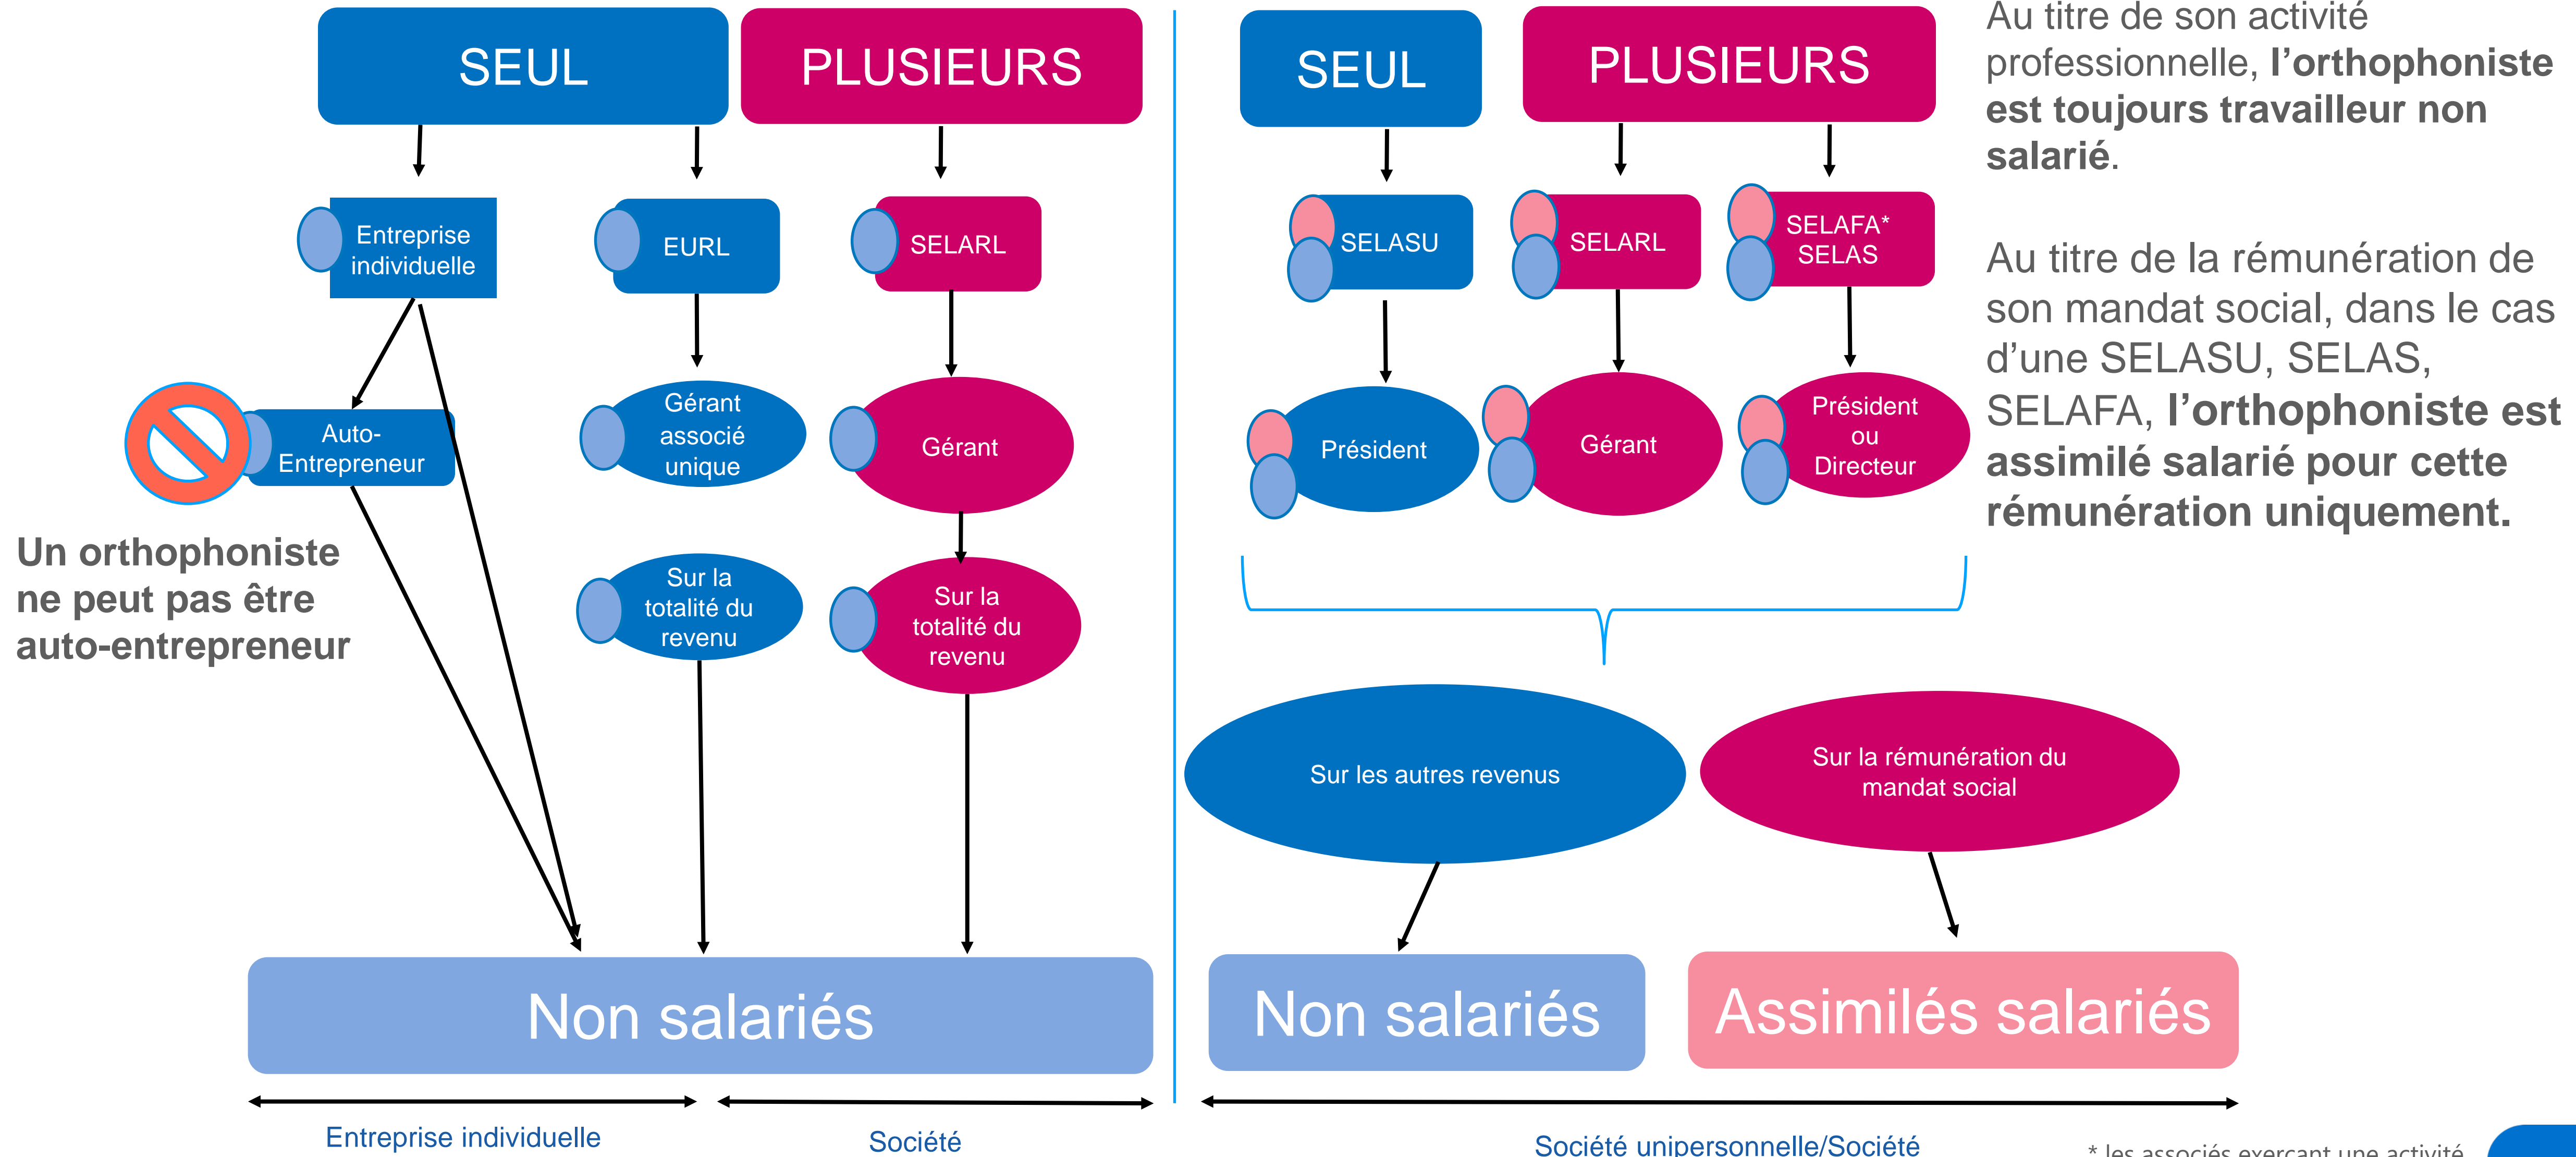 SEUL
PLUSIEURS
Entreprise
individuelle
EURL
SELARL
Auto-
Entrepreneur
Gérant
associé
unique
Gérant
Un orthophoniste
ne peut pas être
auto-entrepreneur
Sur la
totalité du
revenu
Sur la
totalité du
revenu
Non salariés
Entreprise individuelle
Société
SEUL
PLUSIEURS
SELASU
SELARL
SELAFA*
SELAS
Président
Gérant
Président
ou
Directeur
Sur les autres revenus
Sur la rémunération du
mandat social
Non salariés
Assimilés salariés
Société unipersonnelle/Société
Au titre de son activité
professionnelle, l’orthophoniste
est toujours travailleur non
salarié.
Au titre de la rémunération de
son mandat social, dans le cas
d’une SELASU, SELAS,
SELAFA, l’orthophoniste est
assimilé salarié pour cette
rémunération uniquement.
* les associés exerçant une activité